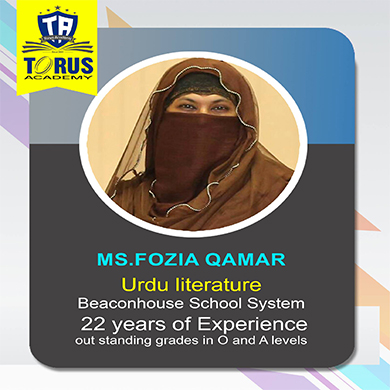 TA
TORUS
ACADEMY
MS.FOZIA QAMAR
Urdu literature
Beaconhouse School System
22 years of Experience
out standing grades in O and A levels